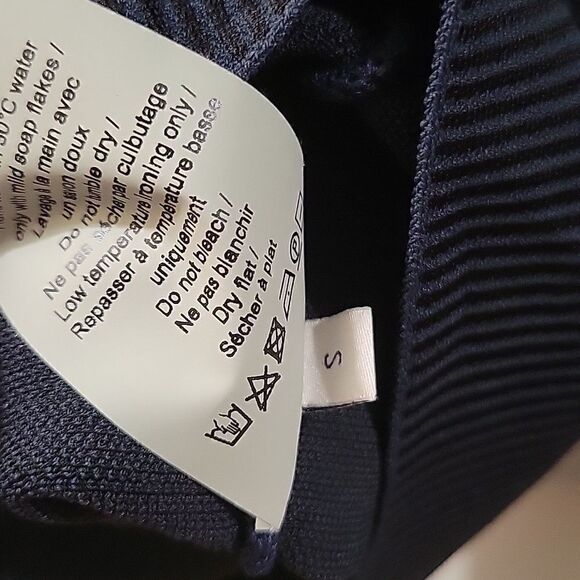 30°C water
only with mild soap flakes /
Lavage à la main avec
un savon doux
Do not tumble dry /
Ne pas sécher par culbutage
Low temperature ironing only /
Repasser à température basse
uniquement
Do not bleach /
Ne pas blanchir
Dry flat /
Sécher à plat
S